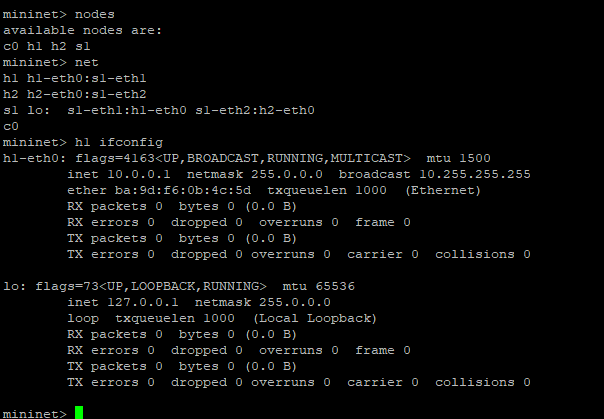 mininet> nodes
available nodes are:
c0 h1 h2 s1
mininet> net
h1 h1-eth0:s1-eth1
h2 h2-eth0:s1-eth2
s1 lo:  s1-eth1:h1-eth0 s1-eth2:h2-eth0
c0
mininet> h1 ifconfig
h1-eth0: flags=4163<UP,BROADCAST,RUNNING,MULTICAST>  mtu 1500
        inet 10.0.0.1  netmask 255.0.0.0  broadcast 10.255.255.255
        ether ba:9d:f6:0b:4c:5d  txqueuelen 1000  (Ethernet)
        RX packets 0  bytes 0 (0.0 B)
        RX errors 0  dropped 0  overruns 0  frame 0
        TX packets 0  bytes 0 (0.0 B)
        TX errors 0  dropped 0 overruns 0  carrier 0  collisions 0

lo: flags=73<UP,LOOPBACK,RUNNING>  mtu 65536
        inet 127.0.0.1  netmask 255.0.0.0
        loop  txqueuelen 1000  (Local Loopback)
        RX packets 0  bytes 0 (0.0 B)
        RX errors 0  dropped 0  overruns 0  frame 0
        TX packets 0  bytes 0 (0.0 B)
        TX errors 0  dropped 0 overruns 0  carrier 0  collisions 0

mininet>